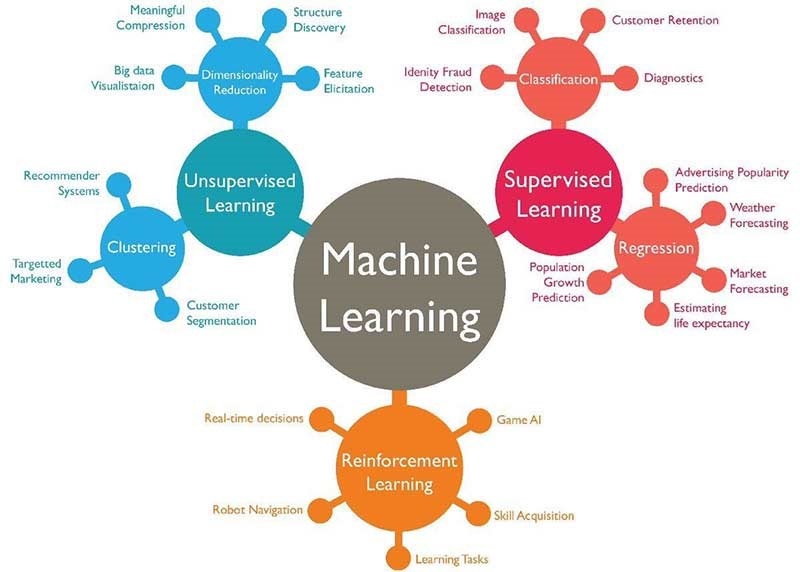 Meaningful
Compression
Structure
Discovery
Big data
Visualistaion
Dimensionality
Reduction
Feature
Elicitation
Unsupervised
Learning
Recommender
Systems
Clustering
Targetted
Marketing
Customer
Segmentation
Image
Classification
Customer Retention
Idenity Fraud
Detection
Classification
Diagnostics
Supervised
Learning
Advertising Popularity
Prediction
Weather
Forecasting
Regression
Population
Growth
Prediction
Market
Forecasting
Estimating
life expectancy
Machine
Learning
Real-time decisions
Game AI
Reinforcement
Learning
Robot Navigation
Skill Acquisition
Learning Tasks